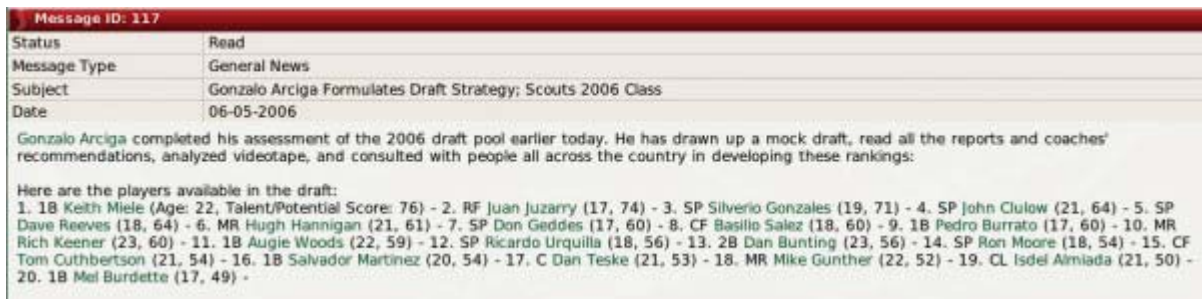 Message ID: 117
Status Read
Message Type General News
Subject Gonzalo Arciga Formulates Draft Strategy; Scouts 2006 Class
Date 06-05-2006
Gonzalo Arciga completed his assessment of the 2006 draft pool earlier today. He has drawn up a mock draft, read all the reports and coaches'
recommendations, analyzed videotape, and consulted with people all across the country in developing these rankings:
Here are the players available in the draft:
1. 1B Keith Miele (Age: 22, Talent/Potential Score: 76) - 2. RF Juan Juzarry (17, 74) - 3. SP Silverio Gonzales (19, 71) - 4. SP John Clulow (21, 64) - 5. SP
Dave Reeves (18, 64) - 6. MR Hugh Hannigan (21, 61) - 7. SP Don Geddes (17, 60) - 8. CF Basilio Salez (18, 60) - 9. 1B Pedro Burrato (17, 60) - 10. MR
Rich Keener (23, 60) - 11. 1B Augie Woods (22, 59) - 12. SP Ricardo Urquilla (18, 56) - 13. 2B Dan Bunting (23, 56) - 14. SP Ron Moore (18, 54) - 15. CF
Tom Cuthbertson (21, 54) - 16. 1B Salvador Martinez (20, 54) - 17. C Dan Teske (21, 53) - 18. MR Mike Gunther (22, 52) - 19. CL Isdel Almiada (21, 50) -
20. 1B Mel Burdette (17, 49) -